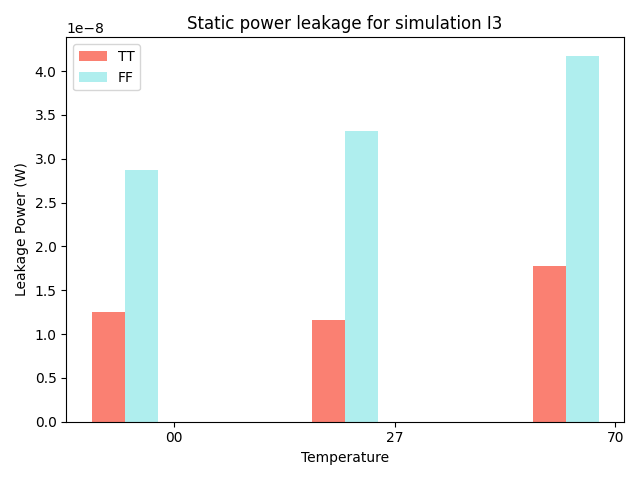 Static power leakage for simulation I3
1e−8
TT
FF
4.0
3.5
3.0
2.5
2.0
1.5
1.0
0.5
0.0
Leakage Power (W)
00
27
70
Temperature